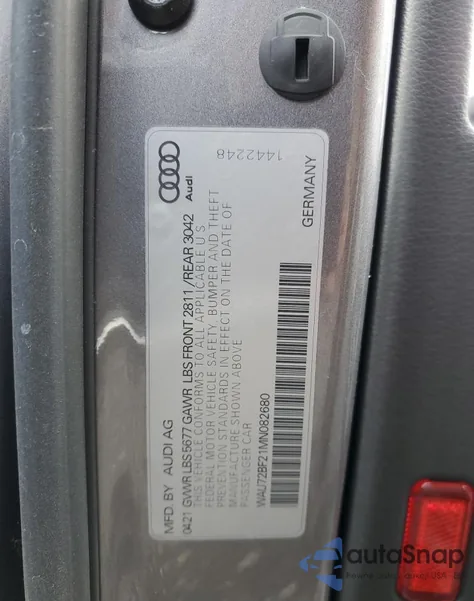 Audi
1442248
MFD. BY AUDI AG
0421 GVWR LBS 5677 GAWR LBS FRONT 2811/REAR 3042
THIS VEHICLE CONFORMS TO ALL APPLICABLE U.S.
FEDERAL MOTOR VEHICLE SAFETY, BUMPER AND THEFT
PREVENTION STANDARDS IN EFFECT ON THE DATE OF
MANUFACTURE SHOWN ABOVE
PASSENGER CAR
GERMANY
WAU72BF21MN082680
autoSnap